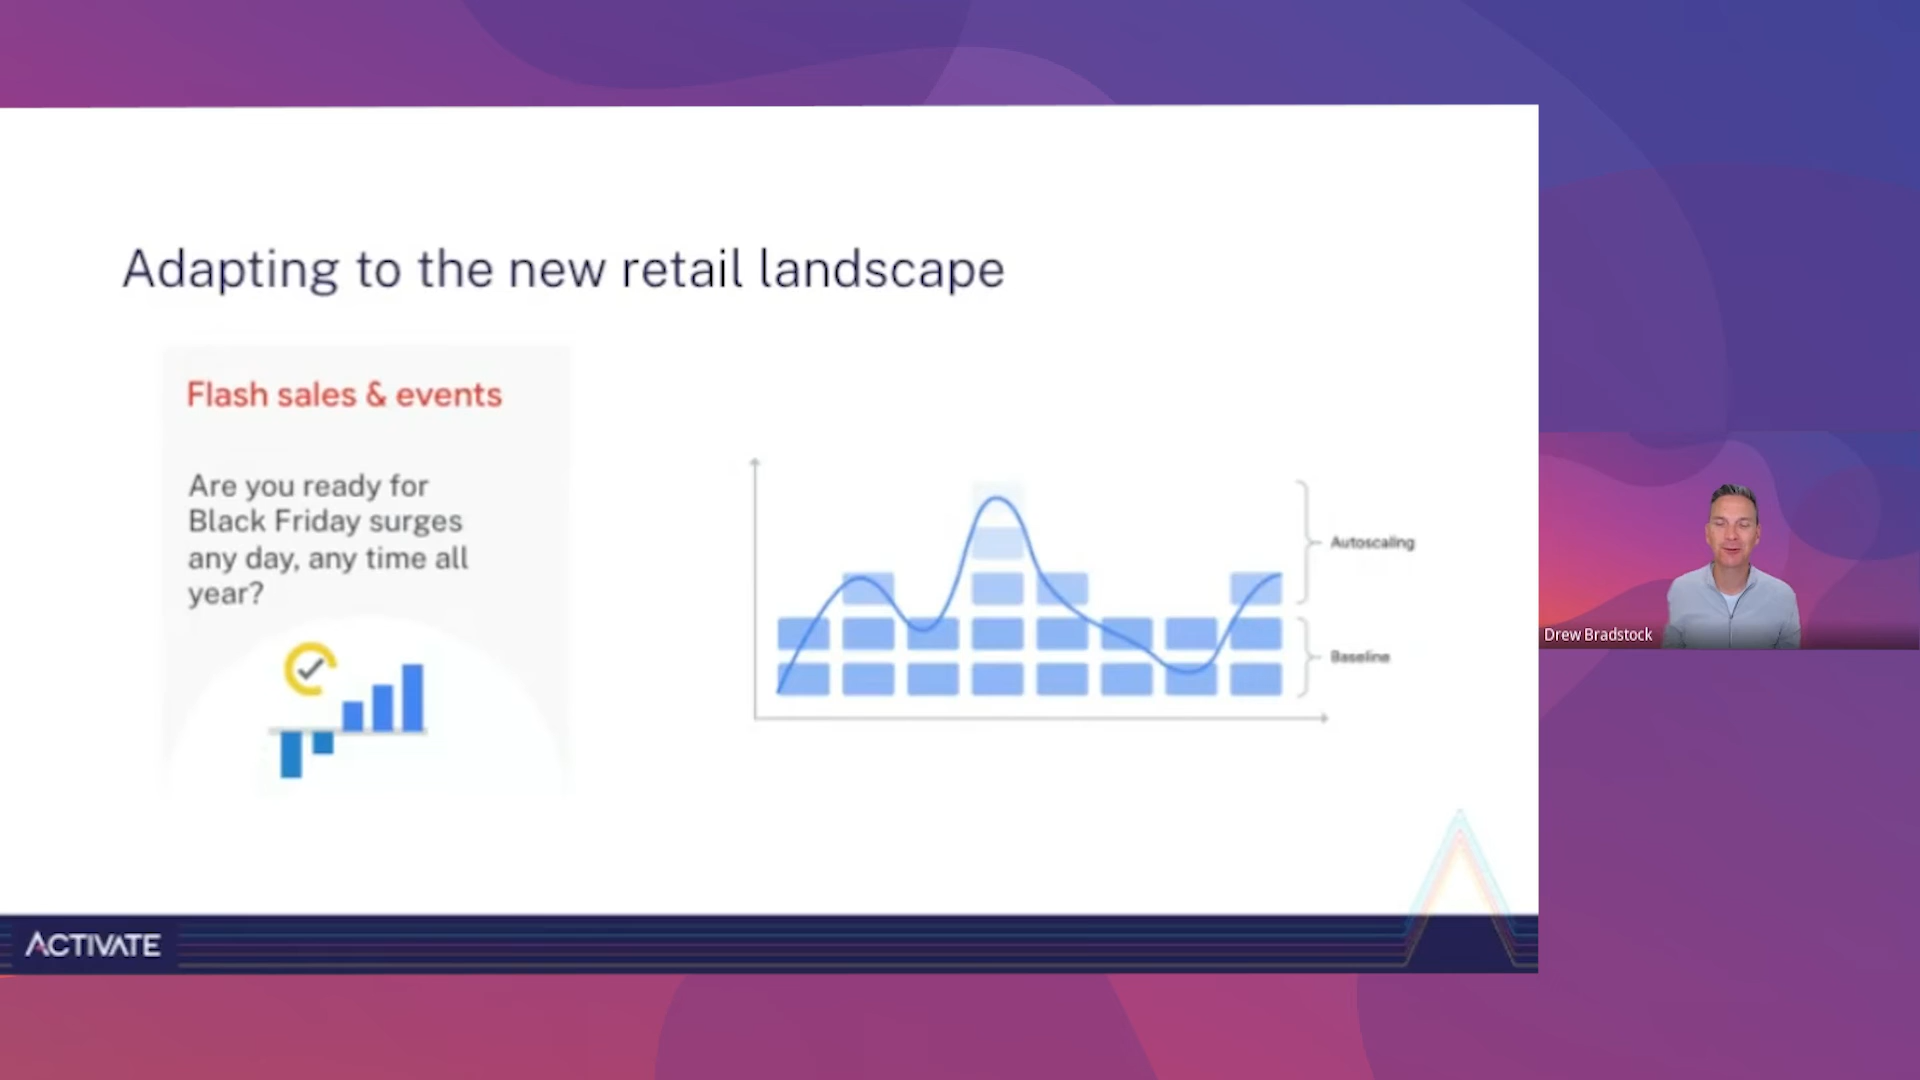 Adapting to the new retail landscape
Flash sales & events
Are you ready for
Black Friday surges
any day, any time all
year?
Autoscaling
Baseline
Drew Bradstock
ACTIVATE